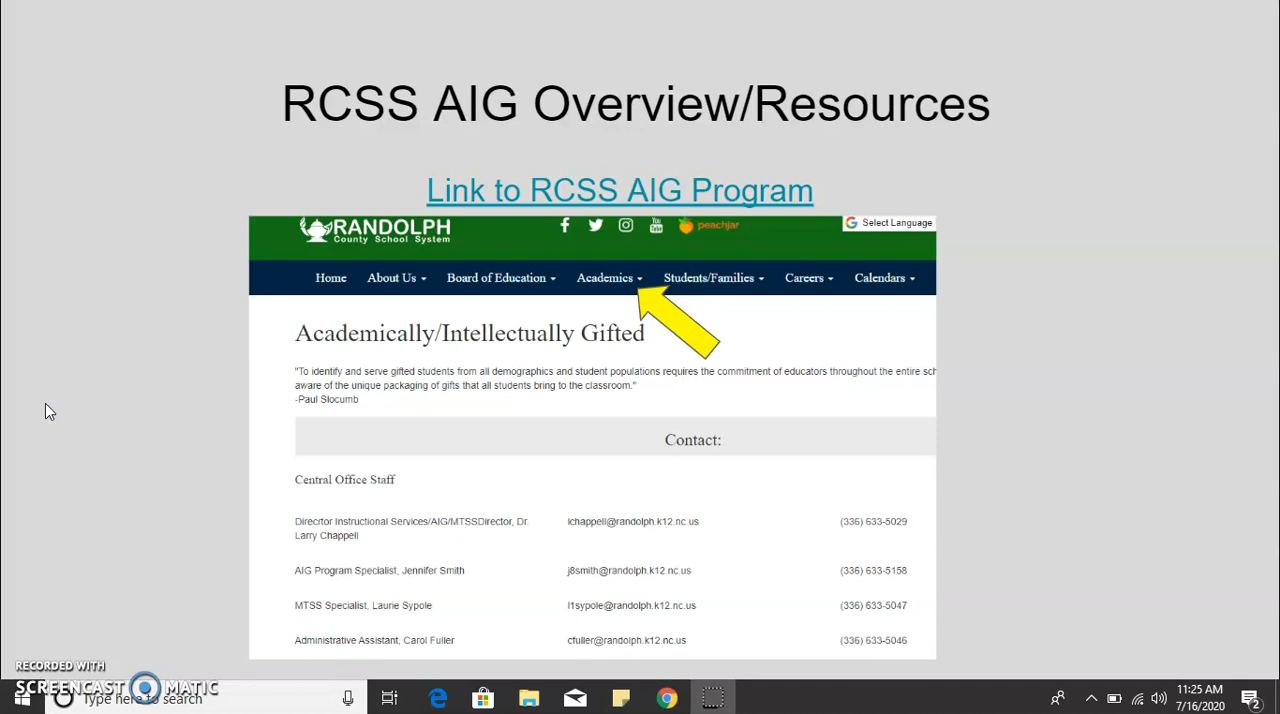 RCSS AIG Overview/Resources
Link to RCSS AIG Program
RANDOLPH
County School System
You
Tube
peachjar
G Select Language
Home About Us Board of Education Academics Students/Families Careers Calendars
Academically/Intellectually Gifted
"To identify and serve gifted students from all demographics and student populations requires the commitment of educators throughout the entire sch
aware of the unique packaging of gifts that all students bring to the classroom."
-Paul Slocumb
Contact:
Central Office Staff
Direcrtor Instructional Services/AIG/MTSSDirector, Dr. lchappell@randolph.k12.nc.us (336) 633-5029
Larry Chappell
AIG Program Specialist, Jennifer Smith j8smith@randolph.k12.nc.us (336) 633-5158
MTSS Specialist, Laurie Sypole l1sypole@randolph.k12.nc.us (336) 633-5047
Administrative Assistant, Carol Fuller cfuller@randolph.k12.nc.us (336) 633-5046
RECORDED WITH
SCREENCAST MATIC
Type here to search
11:25 AM
7/16/2020
2